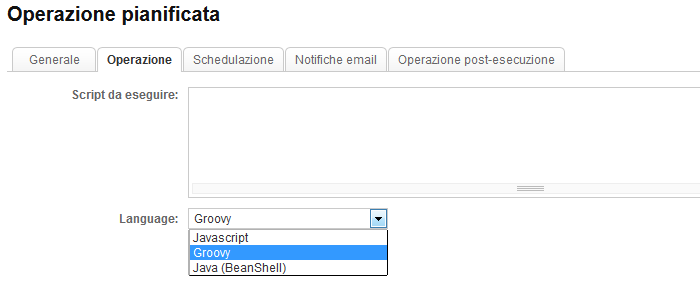 Operazione pianificata
Generale Operazione Schedulazione Notifiche email Operazione post-esecuzione
Script da eseguire:
Language: Groovy
Javascript
Groovy
Java (BeanShell)